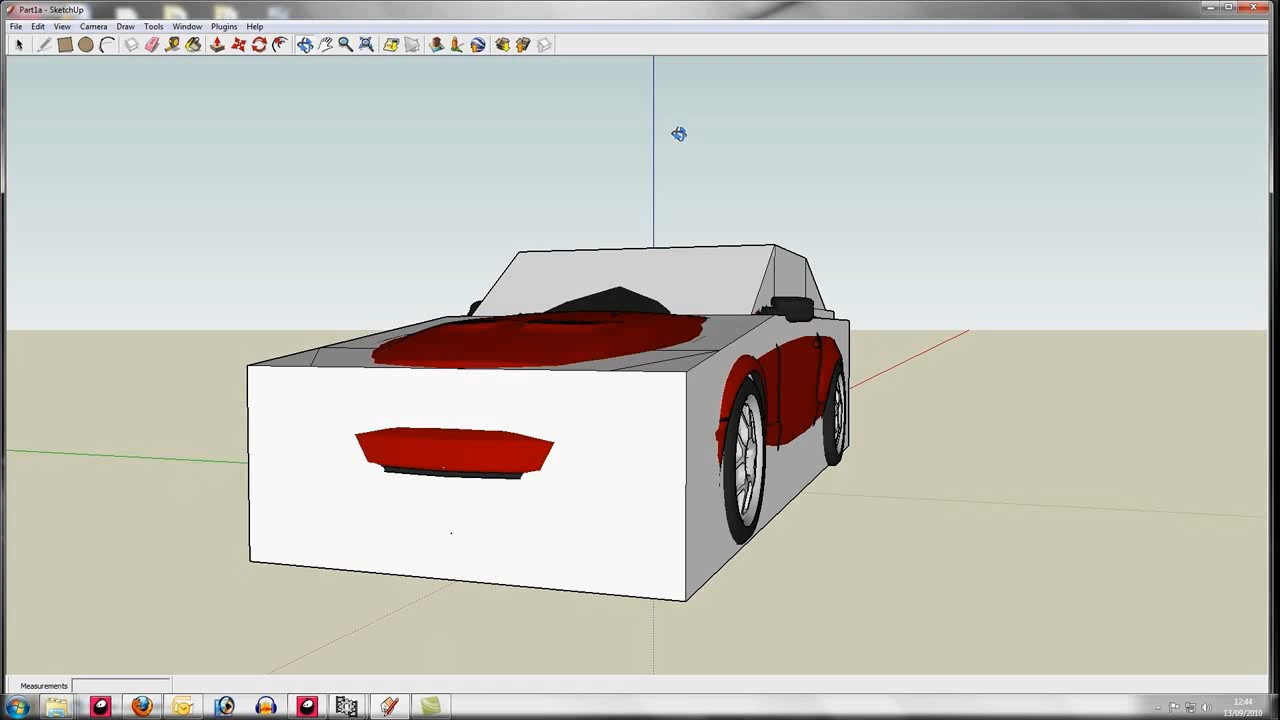 Part1a - SketchUp
File Edit View Camera Draw Tools Window Plugins Help
Measurements
12:44
13/09/2010